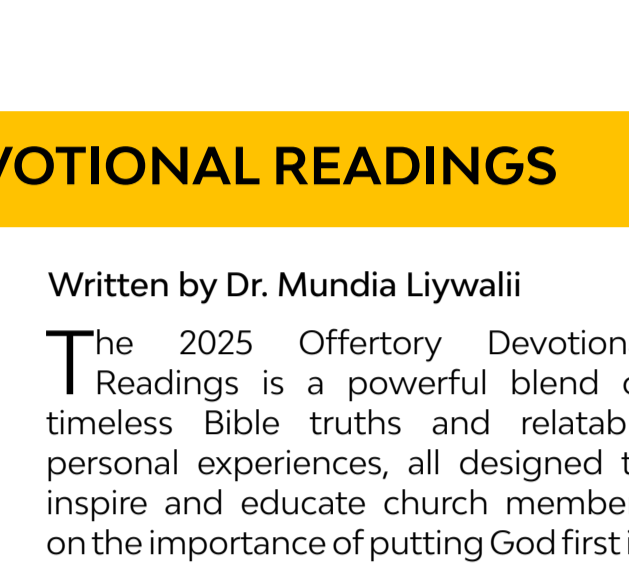 VOTIONAL READINGS
Written by Dr. Mundia Liywalii
The 2025 Offertory Devotion
Readings is a powerful blend
timeless Bible truths and relatab
personal experiences, all designed t
inspire and educate church membe
on the importance of putting God first i